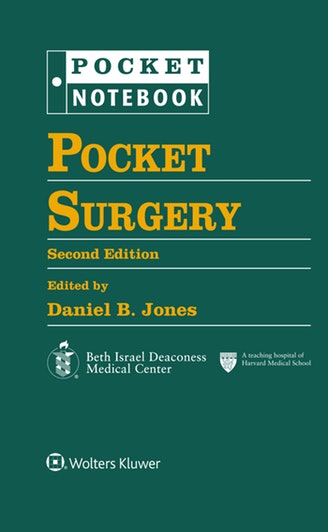 POCKET
NOTEBOOK
POCKET
SURGERY
Second Edition
Edited by
Daniel B. Jones
Beth Israel Deaconess
Medical Center
A teaching hospital of
Harvard Medical School
Wolters Kluwer